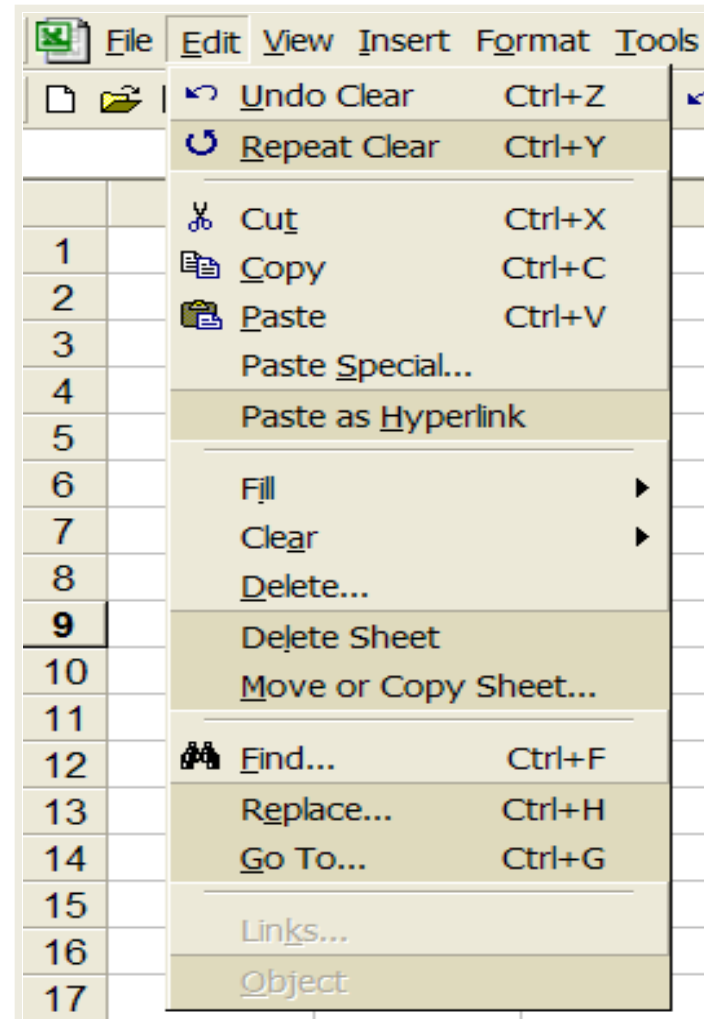 File Edit View Insert Format Tools
Undo Clear Ctrl+Z
Repeat Clear Ctrl+Y
Cut Ctrl+X
1
Copy Ctrl+C
2
Paste Ctrl+V
3
Paste Special...
4
Paste as Hyperlink
5
6 Fill
7 Clear
8 Delete...
9 Delete Sheet
10 Move or Copy Sheet...
11
12 Find... Ctrl+F
13 Replace... Ctrl+H
14 Go To... Ctrl+G
15
Links...
16
Object
17